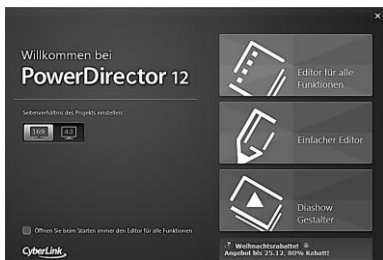 Willkommen bei
PowerDirector 12
Seitenverhältnis des Projekts einstellen:
16:9
4:3
Öffnen Sie beim Starten immer den Editor für alle Funktionen
CyberLink
Editor für alle
Funktionen
Einfacher Editor
Diashow
Gestalter
Weihnachtsrabatte!
Angebot bis 25.12. 80% Rabatt!